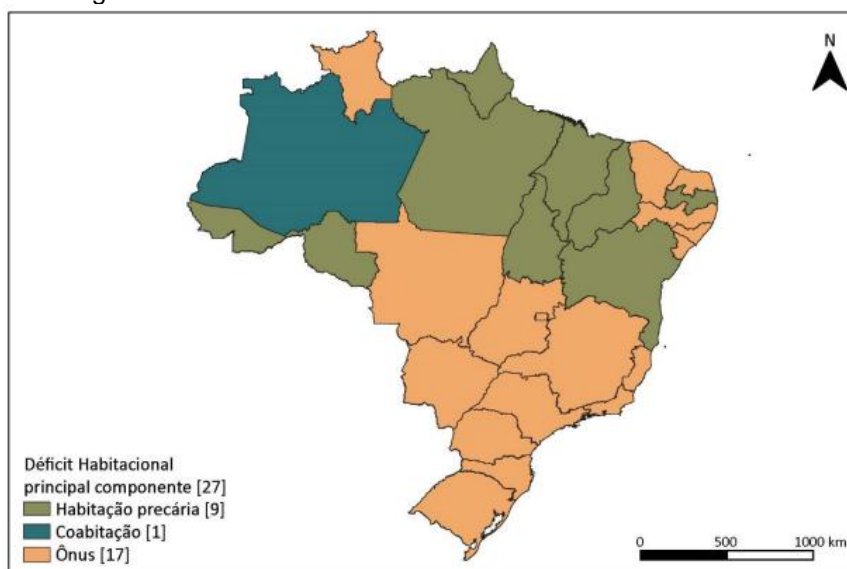 N
Déficit Habitacional
principal componente [27]
Habitação precária [9]
Coabitação [1]
Ônus [17]
0 500 1000 km